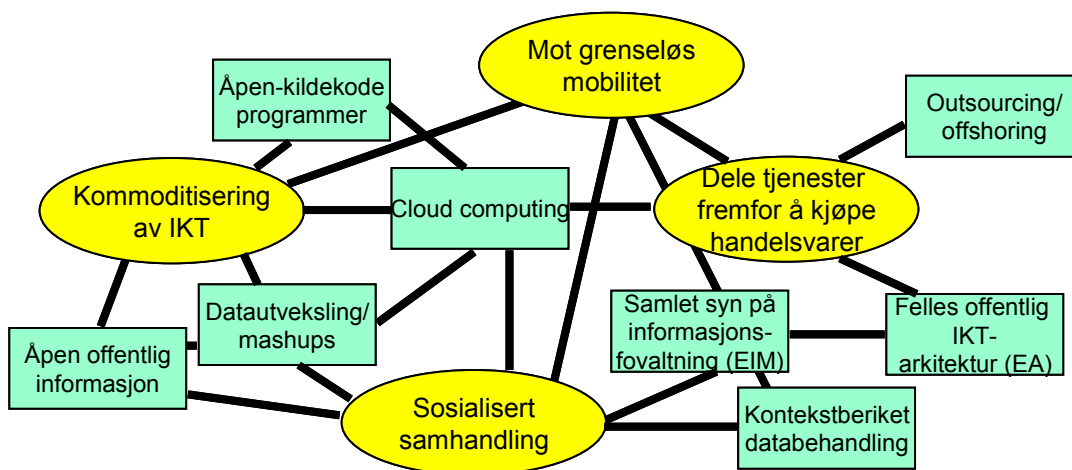 Mot grenseløs
mobilitet
Åpen-kildekode
programmer
Outsourcing/
offshoring
Kommoditisering
av IKT
Cloud computing
Dele tjenester
fremfor å kjøpe
handelsvarer
Datautveksling/
mashups
Samlet syn på
informasjons-
fovaltning (EIM)
Felles offentlig
IKT-
arkitektur (EA)
Åpen offentlig
informasjon
Sosialisert
samhandling
Kontekstberiket
databehandling